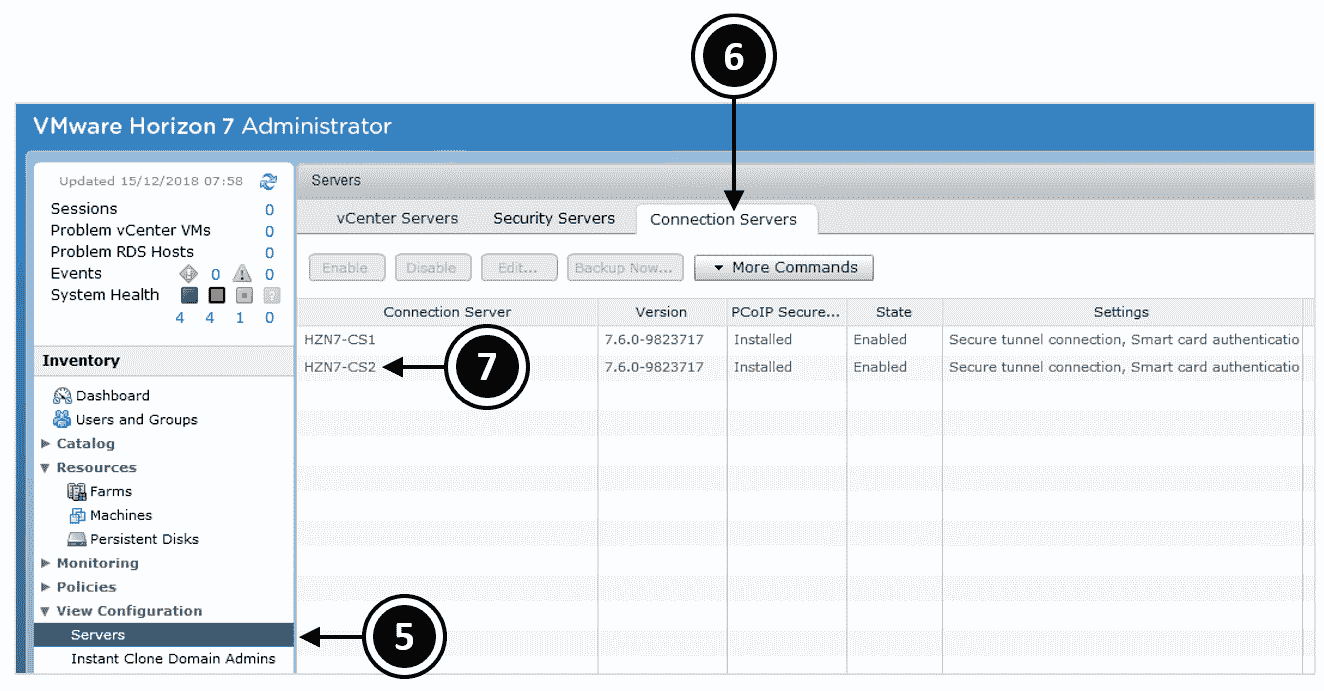 6
VMware Horizon 7 Administrator
Updated 15/12/2018 07:58
Sessions 0
Problem vCenter VMs 0
Problem RDS Hosts 0
Events 0 0
System Health ?
4 4 1 0
Inventory
Dashboard
Users and Groups
Catalog
Resources
Farms
Machines
Persistent Disks
Monitoring
Policies
View Configuration
Servers
Instant Clone Domain Admins
5
Servers
vCenter Servers Security Servers Connection Servers
Enable Disable Edit... Backup Now... More Commands
Connection Server Version PCoIP Secure... State Settings
HZN7-CS1 7.6.0-9823717 Installed Enabled Secure tunnel connection, Smart card authenticatio
HZN7-CS2 7.6.0-9823717 Installed Enabled Secure tunnel connection, Smart card authenticatio
7